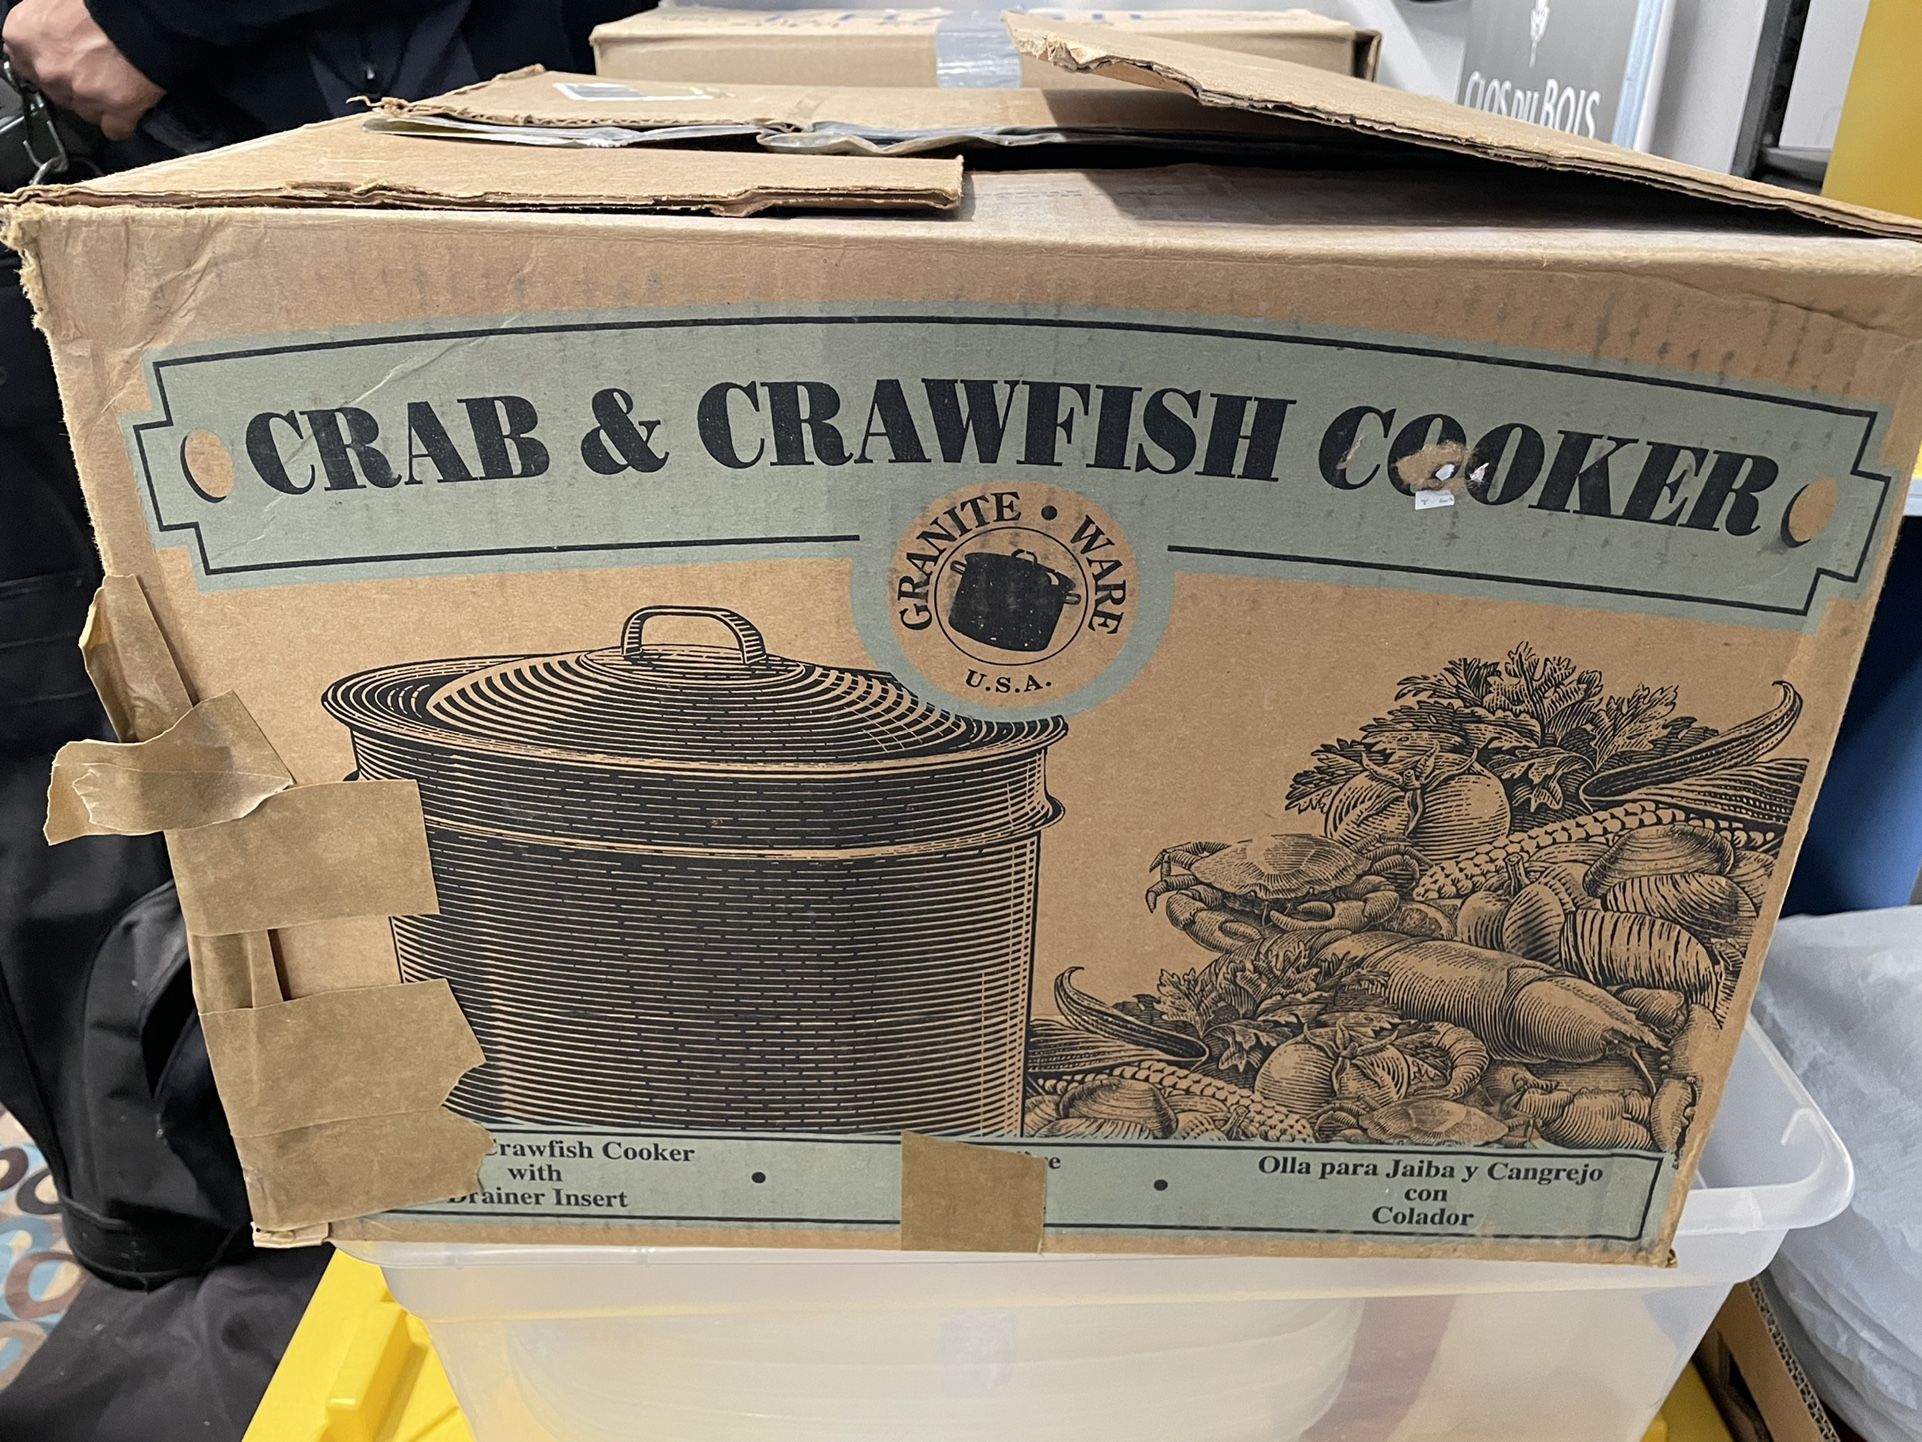 CLOS DU BOIS
CRAB & CRAWFISH COOKER
GRANITE • WARE
U.S.A.
Crawfish Cooker
with
Drainer Insert
•
•
Olla para Jaiba y Cangrejo
con
Colador